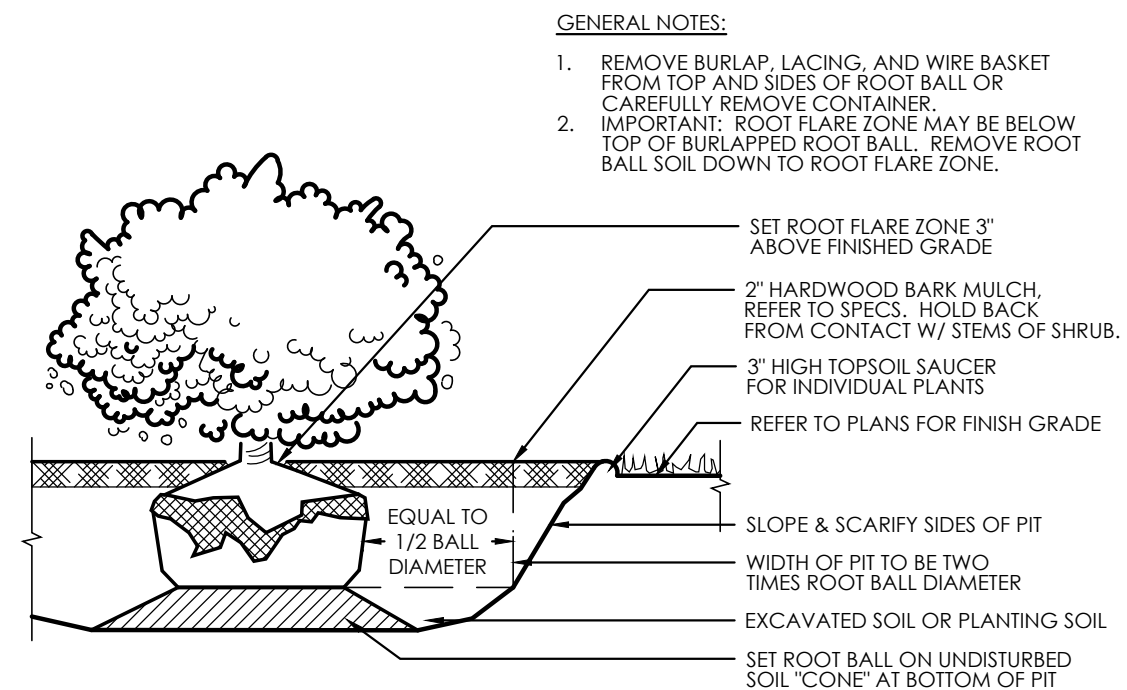 GENERAL NOTES:
1. REMOVE BURLAP, LACING, AND WIRE BASKET
FROM TOP AND SIDES OF ROOT BALL OR
CAREFULLY REMOVE CONTAINER.
2. IMPORTANT: ROOT FLARE ZONE MAY BE BELOW
TOP OF BURLAPPED ROOT BALL. REMOVE ROOT
BALL SOIL DOWN TO ROOT FLARE ZONE.
SET ROOT FLARE ZONE 3"
ABOVE FINISHED GRADE
2" HARDWOOD BARK MULCH,
REFER TO SPECS. HOLD BACK
FROM CONTACT W/ STEMS OF SHRUB.
3" HIGH TOPSOIL SAUCER
FOR INDIVIDUAL PLANTS
REFER TO PLANS FOR FINISH GRADE
EQUAL TO
1/2 BALL
DIAMETER
SLOPE & SCARIFY SIDES OF PIT
WIDTH OF PIT TO BE TWO
TIMES ROOT BALL DIAMETER
EXCAVATED SOIL OR PLANTING SOIL
SET ROOT BALL ON UNDISTURBED
SOIL "CONE" AT BOTTOM OF PIT